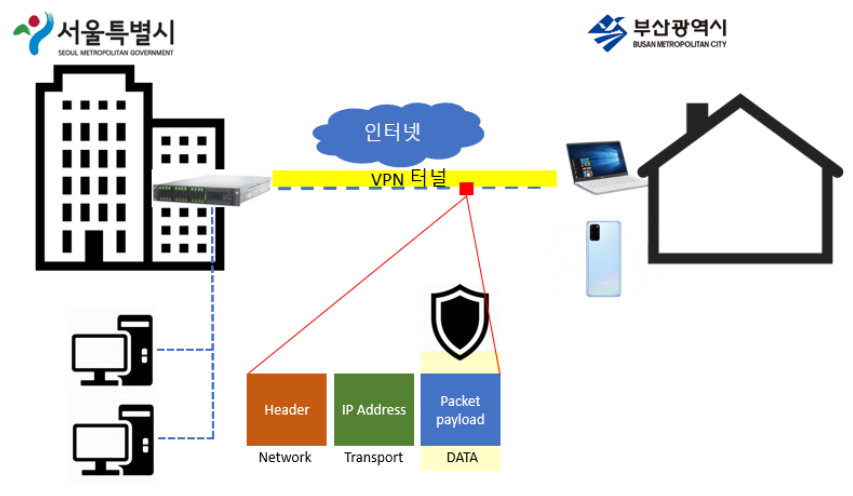 서울특별시
SEOUL METROPOLITAN GOVERNMENT
부산광역시
BUSAN METROPOLITAN CITY
인터넷
VPN 터널
Header
IP Address
Packet
payload
Network
Transport
DATA